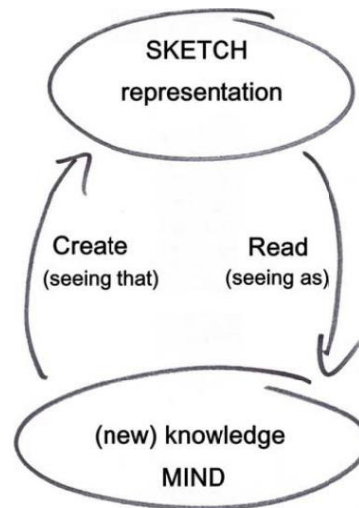 SKETCH
representation
Create
(seeing that)
Read
(seeing as)
(new) knowledge
MIND